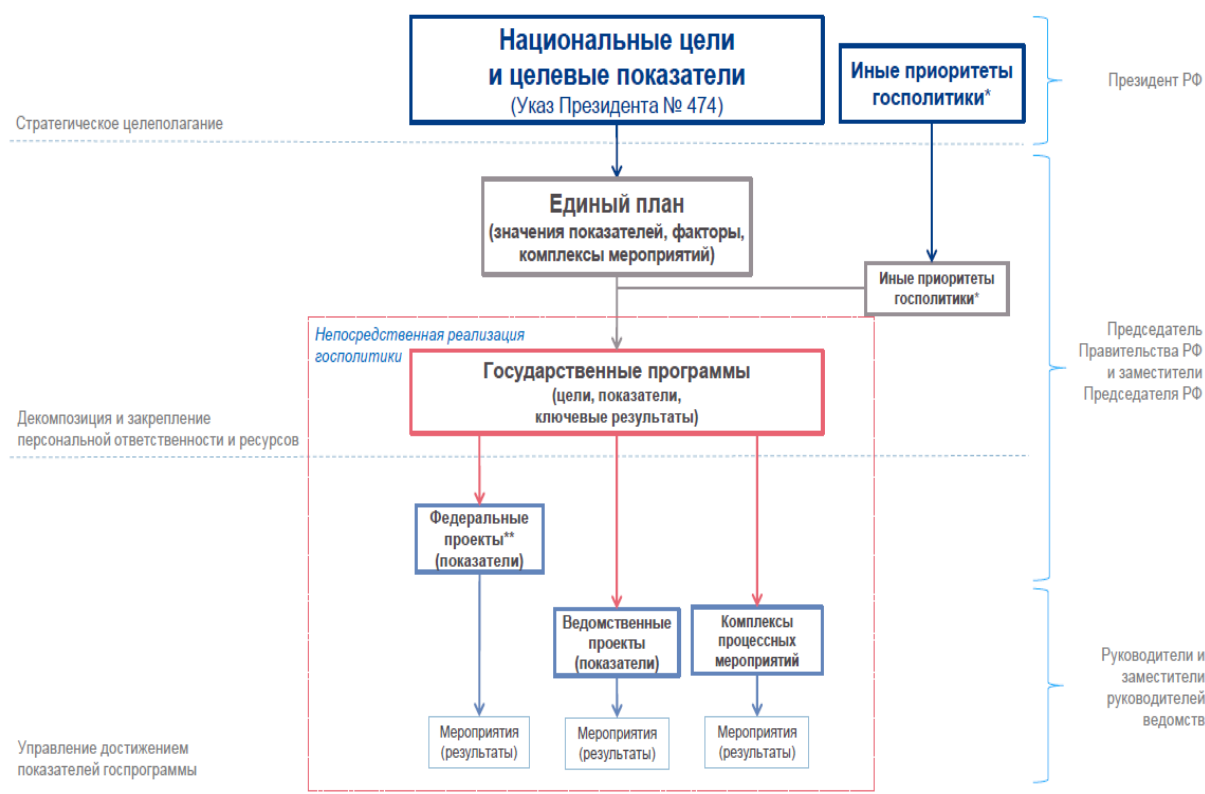 Национальные цели
и целевые показатели
(Указ Президента № 474)
Иные приоритеты
госполитики*
Президент РФ
Стратегическое целеполагание
Единый план
(значения показателей, факторы,
комплексы мероприятий)
Иные приоритеты
госполитики*
Непосредственная реализация
госполитики
Государственные программы
(цели, показатели,
ключевые результаты)
Председатель
Правительства РФ
и заместители
Председателя РФ
Декомпозиция и закрепление
персональной ответственности и ресурсов
Федеральные
проекты**
(показатели)
Ведомственные
проекты
(показатели)
Комплексы
процессных
мероприятий
Руководители и
заместители
руководителей
ведомств
Мероприятия
(результаты)
Мероприятия
(результаты)
Мероприятия
(результаты)
Управление достижением
показателей госпрограммы